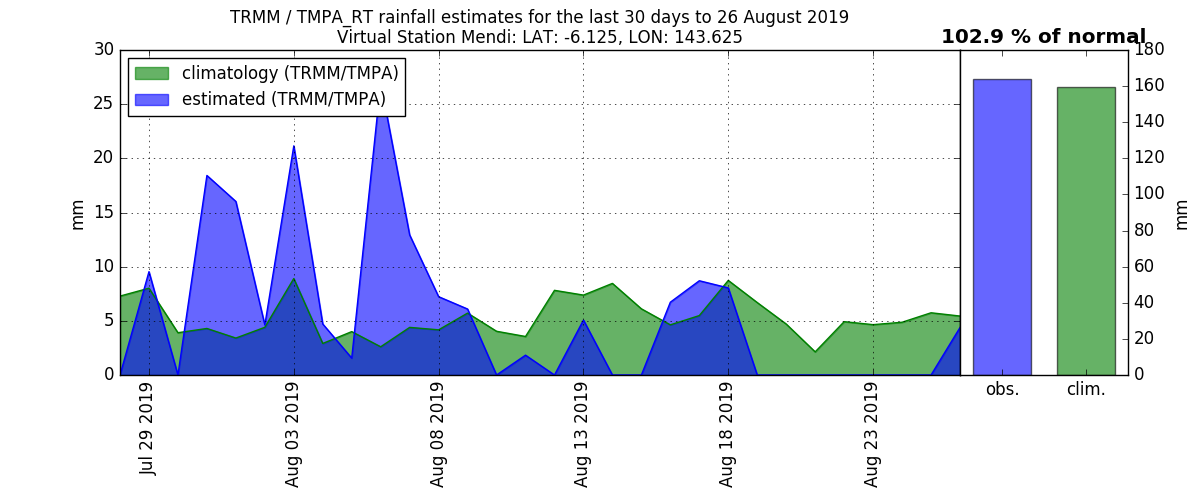 TRMM / TMPA_RT rainfall estimates for the last 30 days to 26 August 2019
Virtual Station Mendi: LAT: -6.125, LON: 143.625
102.9 % of normal
climatology (TRMM/TMPA)
estimated (TRMM/TMPA)
mm
30
25
20
15
10
5
0
Jul 29 2019
Aug 03 2019
Aug 08 2019
Aug 13 2019
Aug 18 2019
Aug 23 2019
obs.
clim.
180
160
140
120
100
80
60
40
20
0
mm